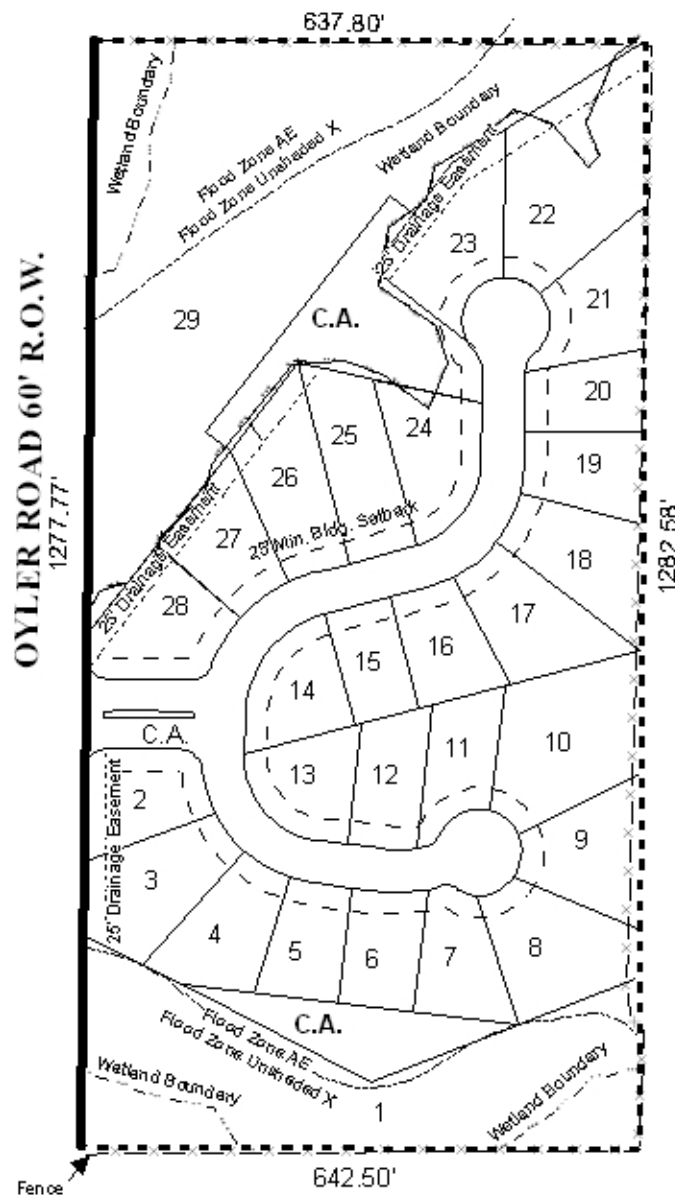 637.80'
Wetland Boundary
Flood Zone AE
Flood Zone Unsheded X
Wetland Boundary
25' Drainage Easement
22
23
21
29
C.A.
20
OYLER ROAD 60' R.O.W.
1277.77'
1282.58'
24
25
26
19
27
25' Min. Bldg. Setback
25' Drainage Easement
28
18
17
16
15
14
C.A.
13
12
11
10
25' Drainage Easement
2
9
3
4
5
6
7
8
C.A.
Flood Zone AE
Flood Zone Unsheded X
Wetland Boundary
1
Wetland Boundary
Fence
642.50'